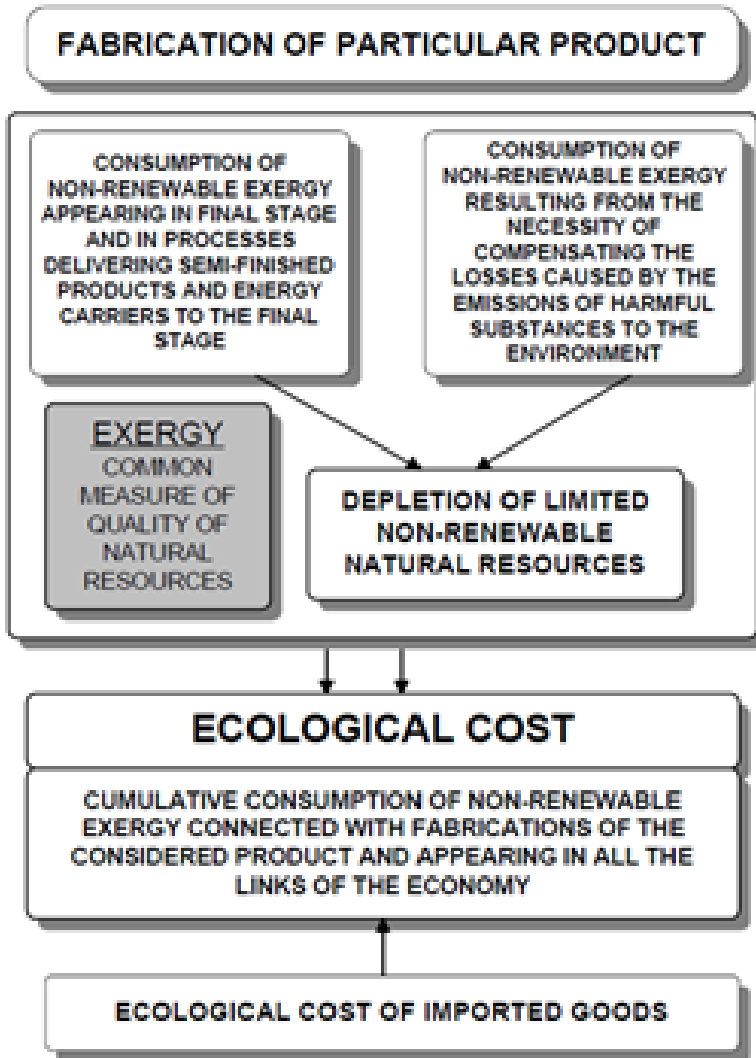 FABRICATION OF PARTICULAR PRODUCT
CONSUMPTION OF
NON-RENEWABLE EXERGY
APPEARING IN FINAL STAGE
AND IN PROCESSES
DELIVERING SEMI-FINISHED
PRODUCTS AND ENERGY
CARRIERS TO THE FINAL
STAGE
CONSUMPTION OF
NON-RENEWABLE EXERGY
RESULTING FROM THE
NECESSITY OF
COMPENSATING THE
LOSSES CAUSED BY THE
EMISSIONS OF HARMFUL
SUBSTANCES TO THE
ENVIRONMENT
EXERGY
COMMON
MEASURE OF
QUALITY OF
NATURAL
RESOURCES
DEPLETION OF LIMITED
NON-RENEWABLE
NATURAL RESOURCES
ECOLOGICAL COST
CUMULATIVE CONSUMPTION OF NON-RENEWABLE
EXERGY CONNECTED WITH FABRICATIONS OF THE
CONSIDERED PRODUCT AND APPEARING IN ALL THE
LINKS OF THE ECONOMY
ECOLOGICAL COST OF IMPORTED GOODS